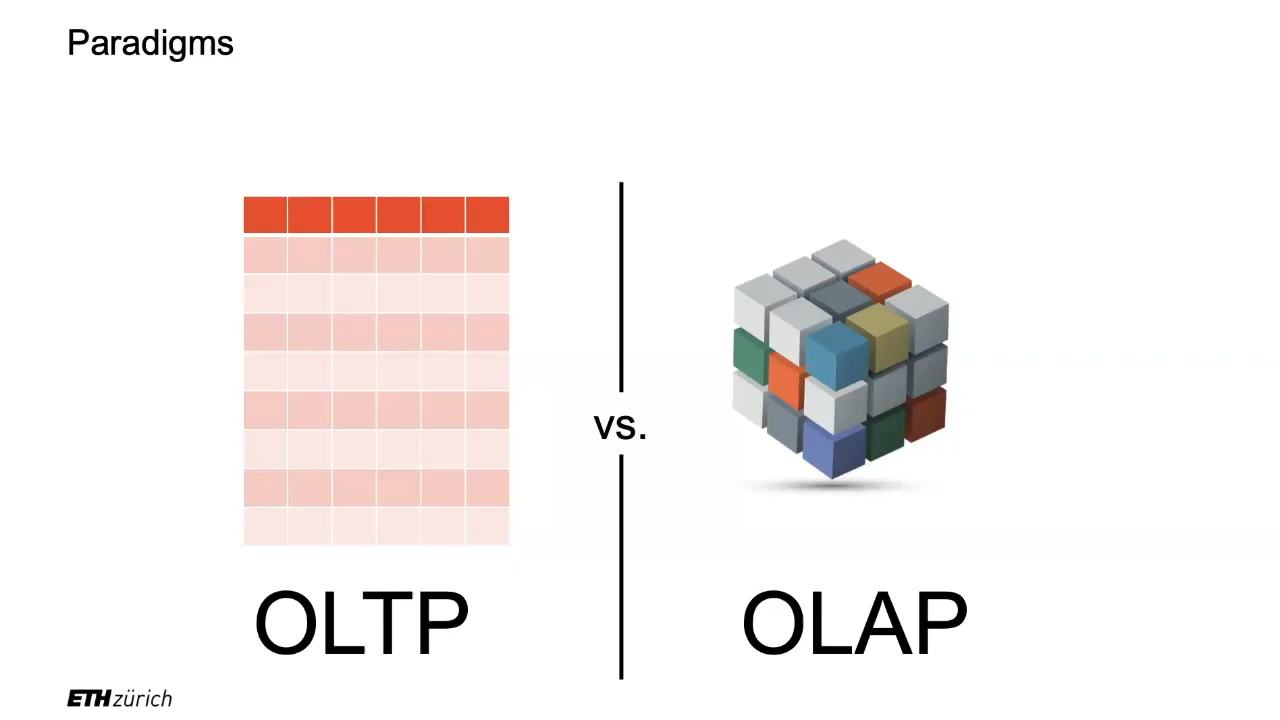 Paradigms
vs.
OLTP
OLAP
ETH zürich